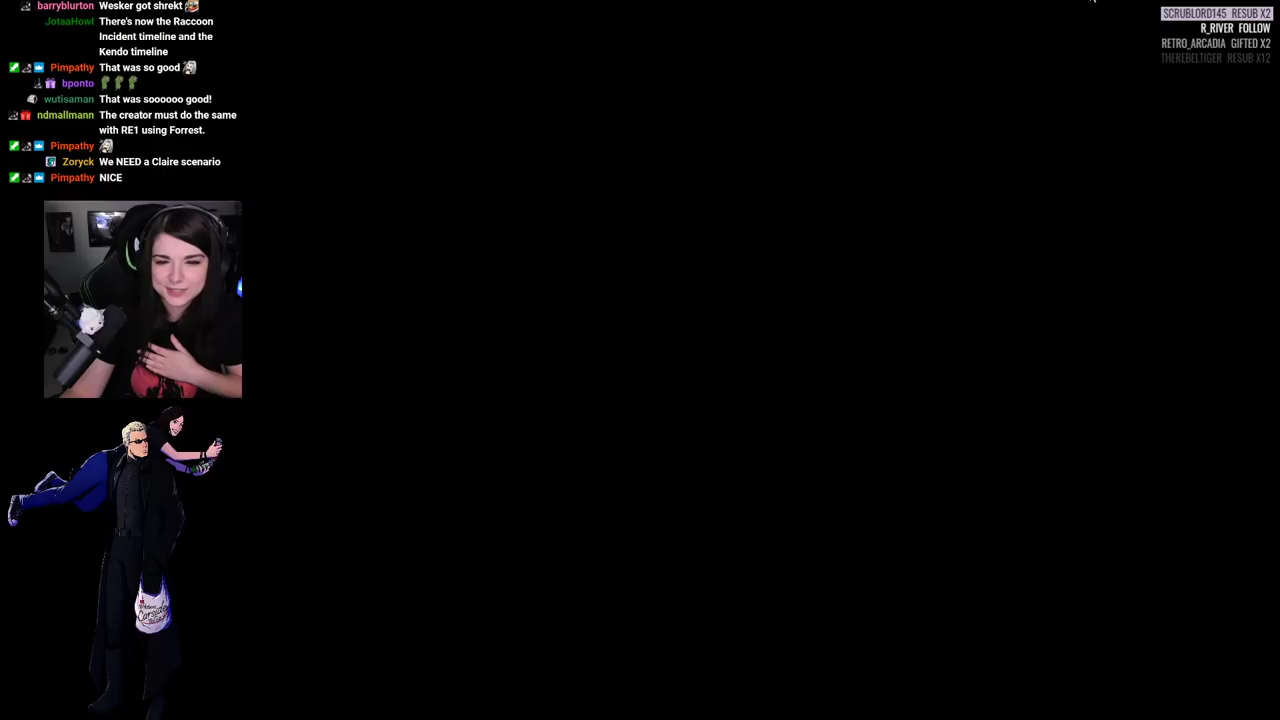 barryblurton Wesker got shrekt
JotaaHowl There's now the Raccoon
Incident timeline and the
Kendo timeline
Pimpathy That was so good
bponto
wutisaman That was soooooo good!
ndmallmann The creator must do the same
with RE1 using Forrest.
Pimpathy
Zoryck We NEED a Claire scenario
Pimpathy NICE
SCRUBLORD145 RESUB X2
R_RIVER FOLLOW
RETRO_ARCADIA GIFTED X2
THEREBELTIGER RESUB X12